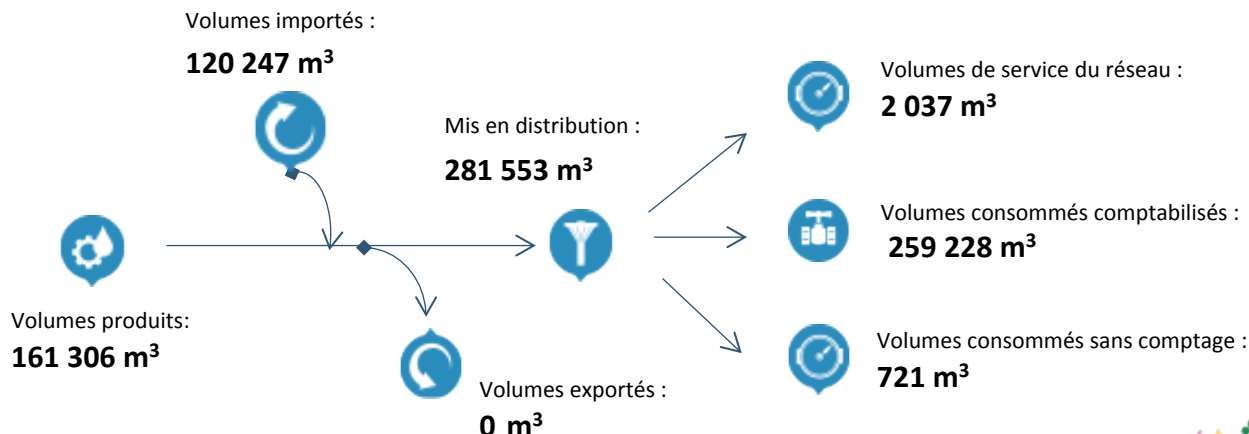 Volumes importés :
120 247 m³
Volumes de service du réseau :
2 037 m³
Mis en distribution :
281 553 m³
Volumes consommés comptabilisés :
259 228 m³
Volumes produits:
161 306 m³
Volumes consommés sans comptage :
721 m³
Volumes exportés :
0 m³